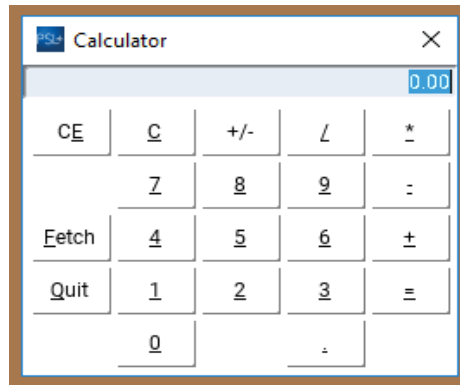 PSL+ Calculator
0.00
CE C +/- / *
7 8 9 -
Fetch 4 5 6 +
Quit 1 2 3 =
0 .